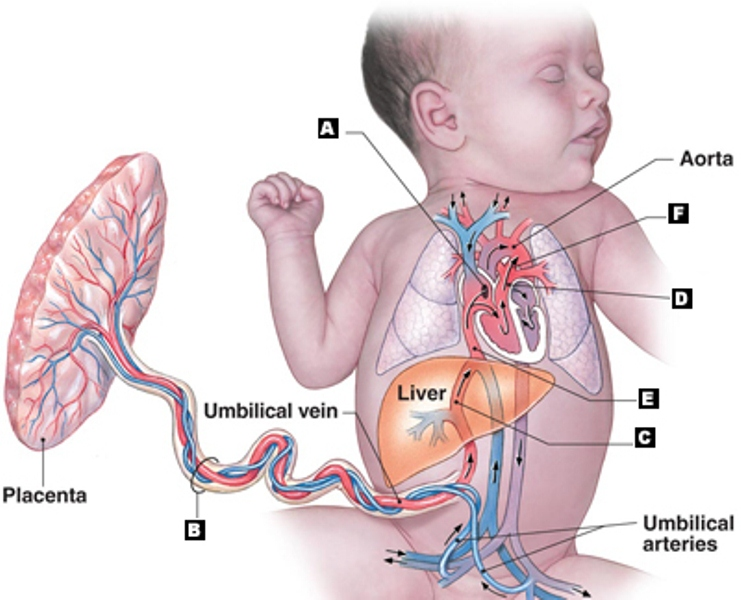 A
Aorta
F
D
Liver
E
Umbilical vein
C
Placenta
B
Umbilical
arteries